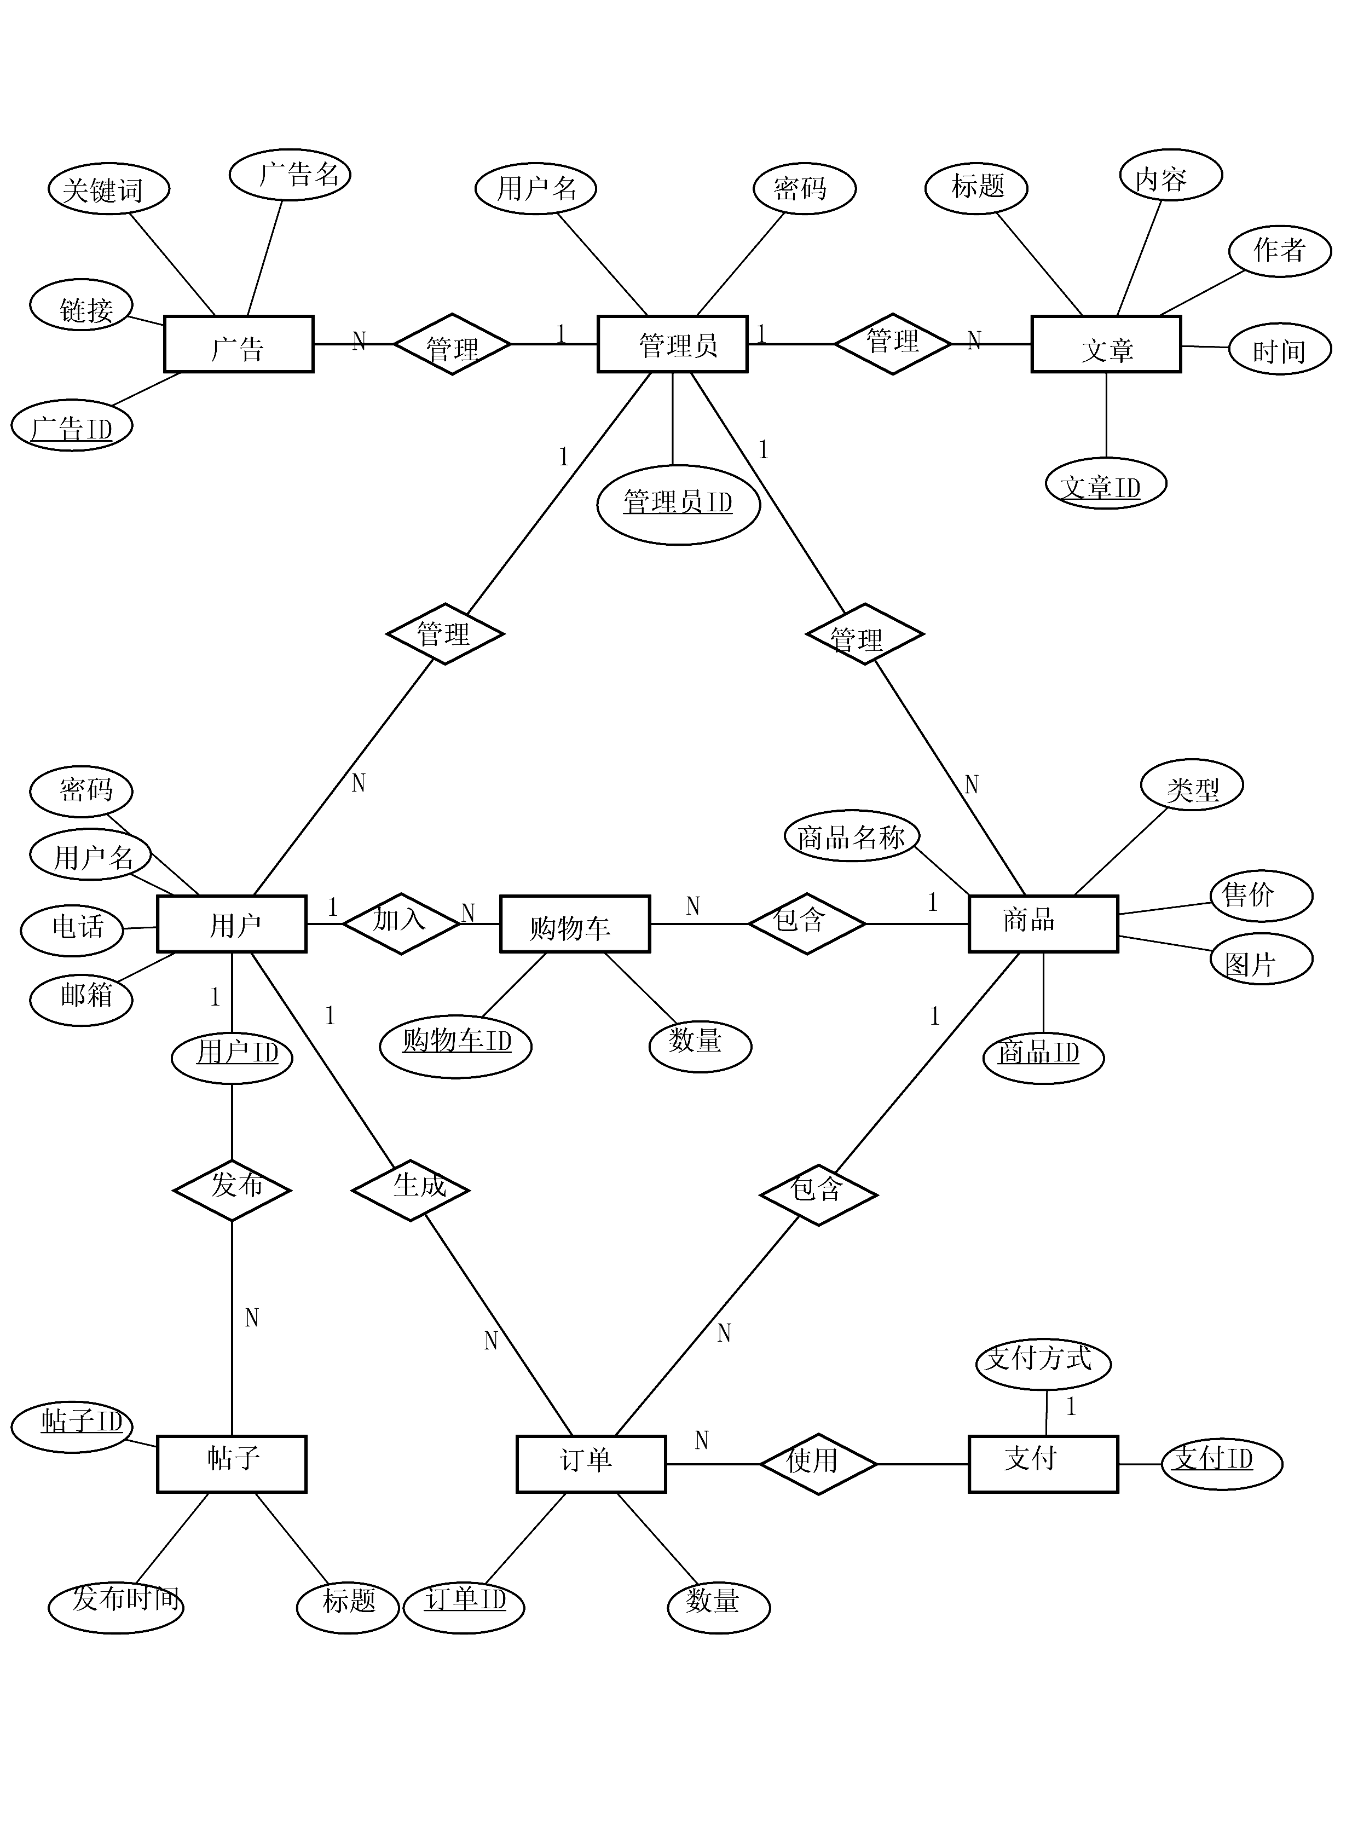 关键词
广告名
用户名
密码
标题
内容
作者
链接
广告
N
管理
1
管理员
1
管理
N
文章
时间
广告ID
1
管理员ID
1
文章ID
管理
管理
N
N
密码
类型
用户名
商品名称
售价
电话
用户
1
加入
N
购物车
N
包含
1
商品
图片
邮箱
1
1
1
用户ID
购物车ID
数量
商品ID
发布
生成
包含
N
N
N
支付方式
1
帖子ID
帖子
订单
N
使用
支付
支付ID
发布时间
标题
订单ID
数量